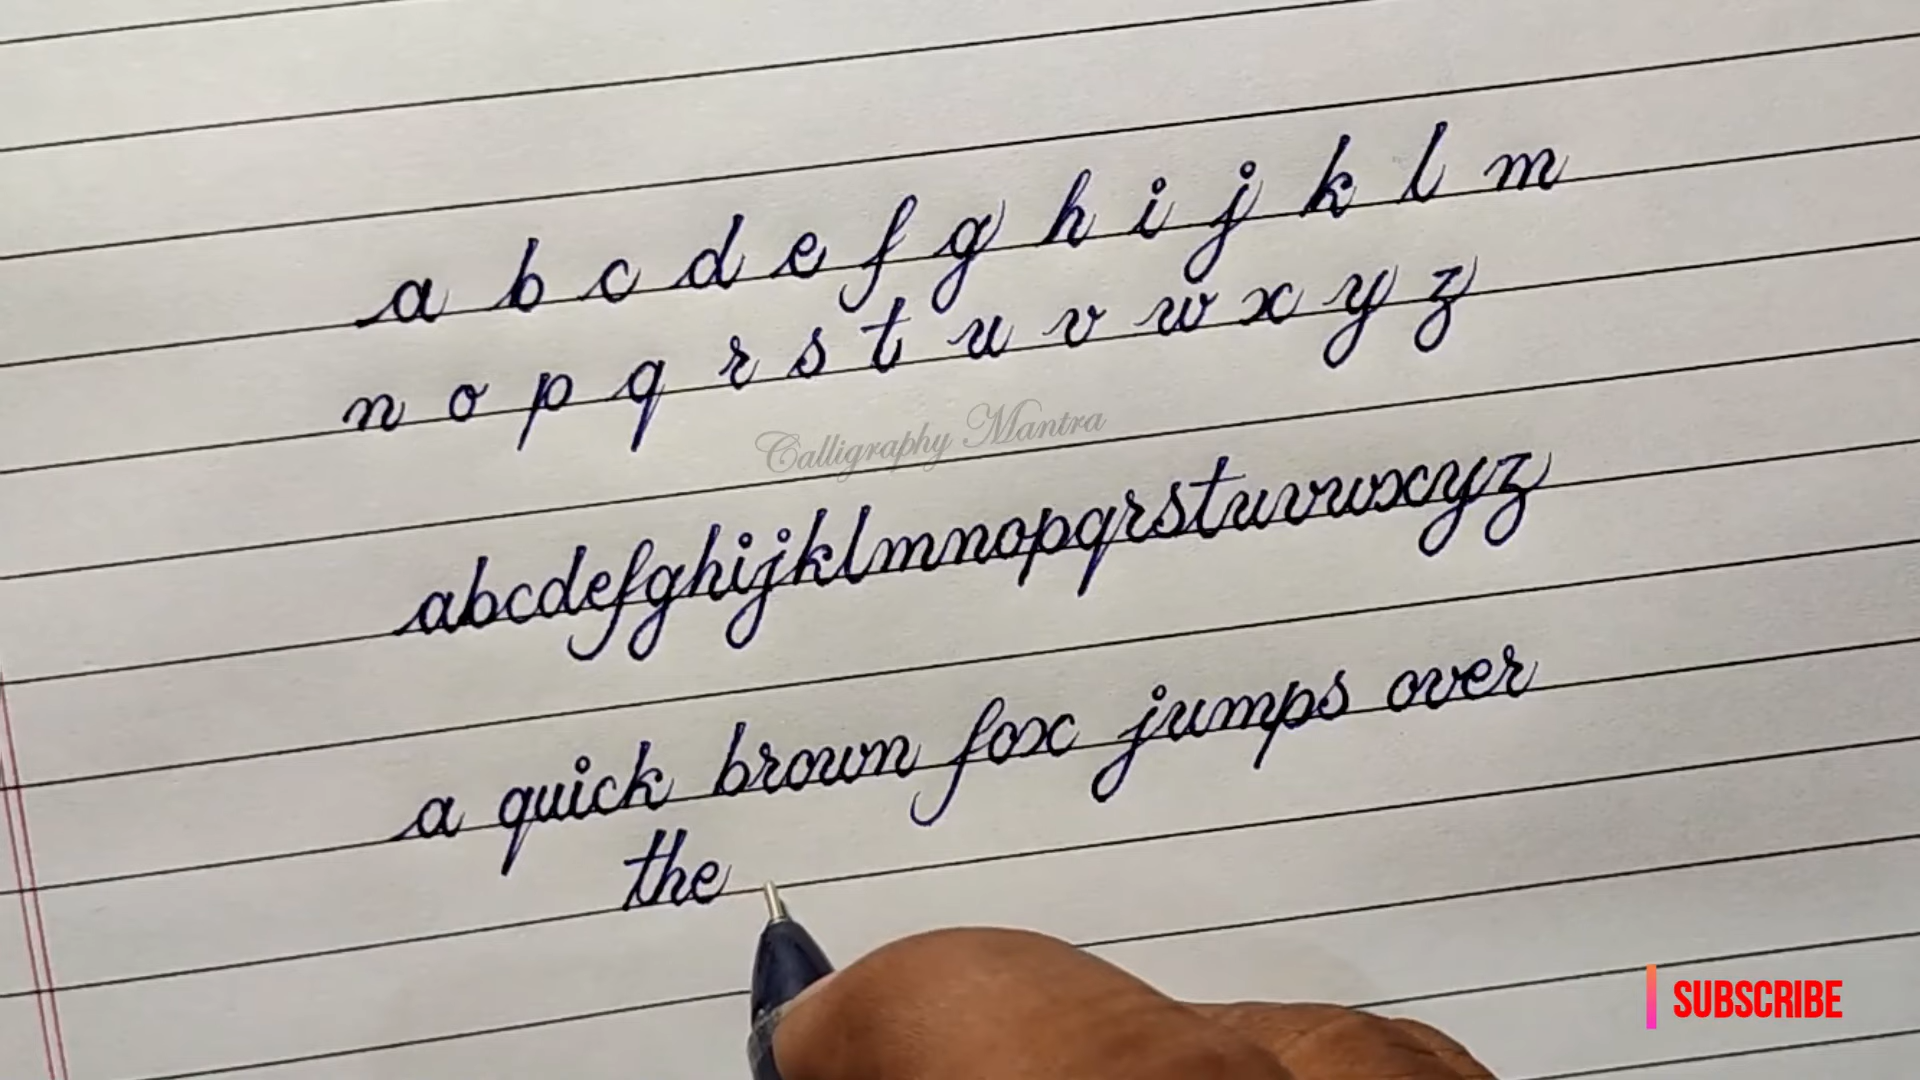 a b c d e f g h i j k l m
n o p q r s t u v w x y z
Calligraphy Mantra
abcdefghijklmnopqrstuvwxyz
a quick brown fox jumps over
the
SUBSCRIBE